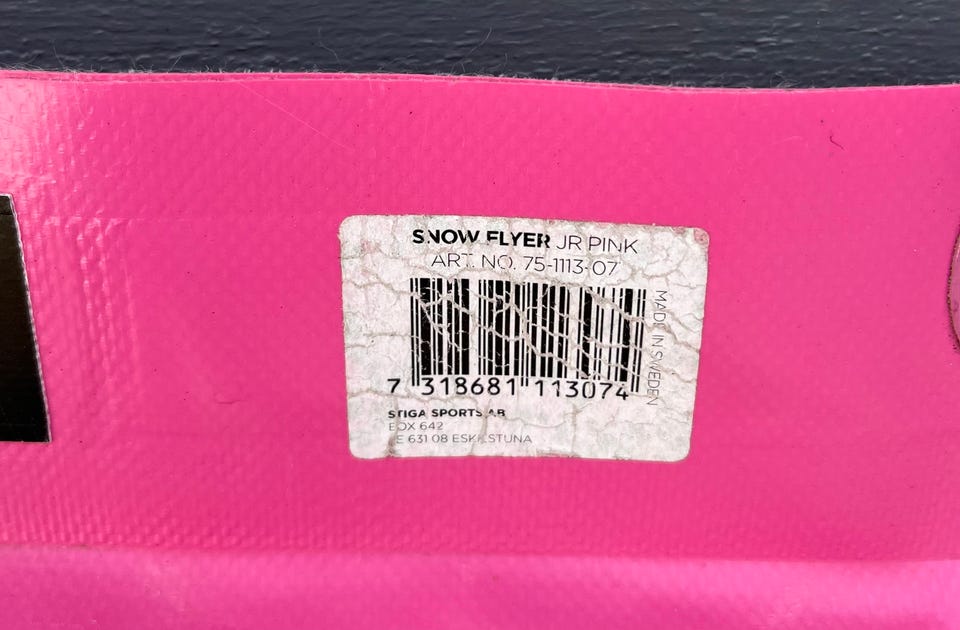 SNOW FLYER JR PINK
ART. NO. 75-1113-07
MADE IN SWEDEN
7 318681 113074
STIGA SPORTS AB
BOX 642
SE 631 08 ESKILSTUNA